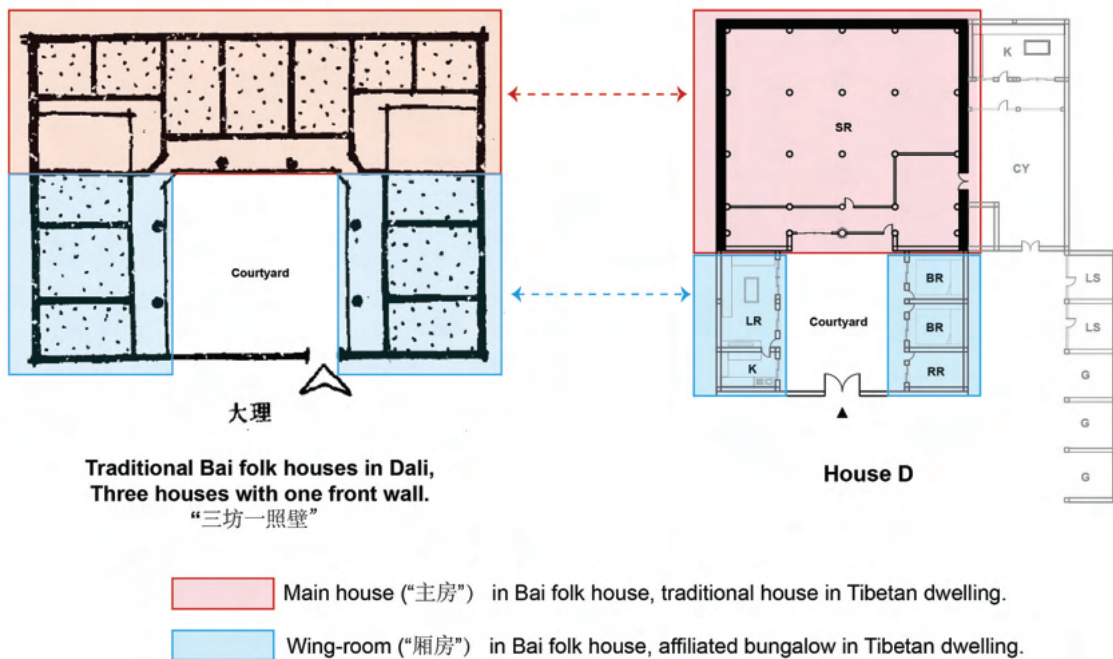 Courtyard
大理
Traditional Bai folk houses in Dali,
Three houses with one front wall.
“三坊一照壁”
K
SR
CY
BR
LS
LR
Courtyard
BR
LS
K
RR
G
G
G
House D
Main house (“主房”) in Bai folk house, traditional house in Tibetan dwelling.
Wing-room (“厢房”) in Bai folk house, affiliated bungalow in Tibetan dwelling.